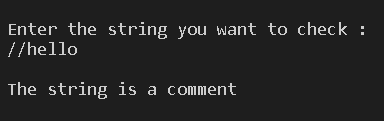 Enter the string you want to check :
//hello
The string is a comment